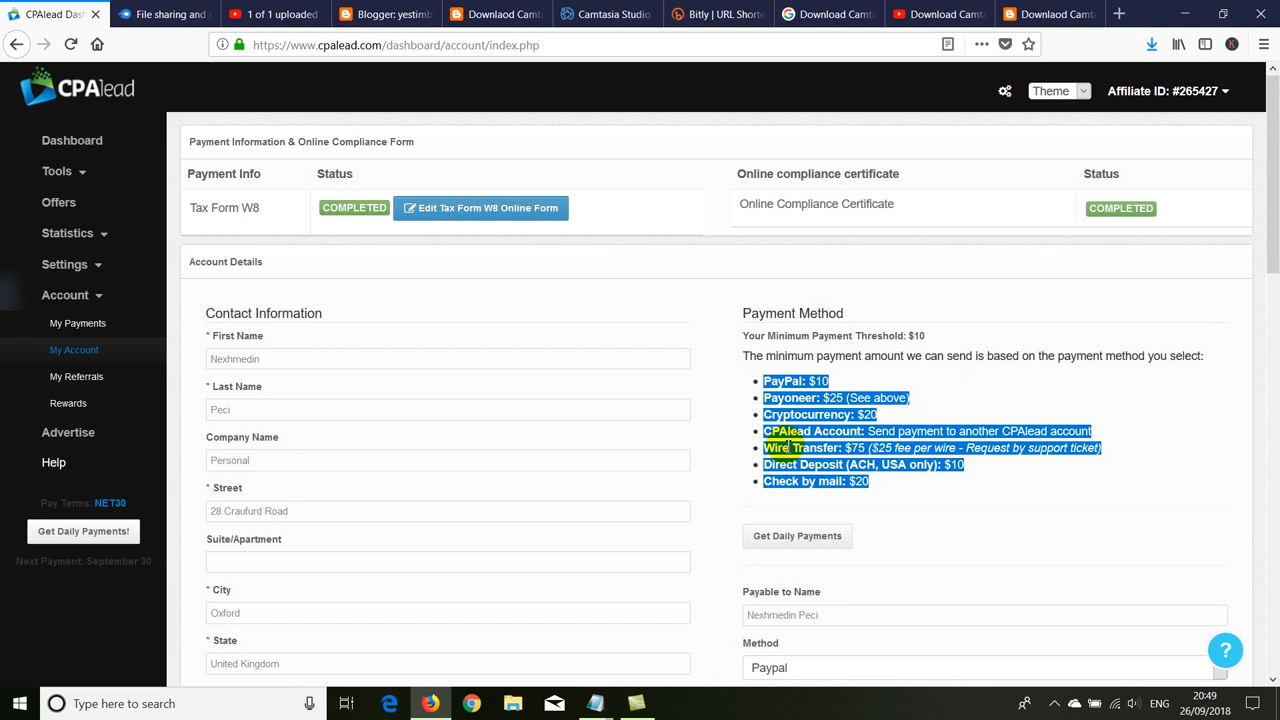 CPAlead Das
File sharing and s
1 of 1 uploaded
Blogger: yestimb
Downlaod Camta
Camtasia Studio
Bitly | URL Shorte
Download Camta
Download Camta
Downlaod Camta
https://www.cpalead.com/dashboard/account/index.php
K
CPAlead
Theme
Affiliate ID: #265427
Dashboard
Tools
Offers
Statistics
Settings
Account
My Payments
My Account
My Referrals
Rewards
Advertise
Help
Pay Terms: NET30
Get Daily Payments!
Next Payment: September 30
Payment Information & Online Compliance Form
Payment Info
Status
Online compliance certificate
Status
Tax Form W8
COMPLETED
Edit Tax Form W8 Online Form
Online Compliance Certificate
COMPLETED
Account Details
Contact Information
* First Name
Nexhmedin
* Last Name
Peci
Company Name
Personal
* Street
28 Craufurd Road
Suite/Apartment
* City
Oxford
* State
United Kingdom
Payment Method
Your Minimum Payment Threshold: $10
The minimum payment amount we can send is based on the payment method you select:
PayPal: $10
Payoneer: $25 (See above)
Cryptocurrency: $20
CPAlead Account: Send payment to another CPAlead account
Wire Transfer: $75 ($25 fee per wire - Request by support ticket)
Direct Deposit (ACH, USA only): $10
Check by mail: $20
Get Daily Payments
Payable to Name
Nexhmedin Peci
Method
Paypal
?
Type here to search
ENG
20:49
26/09/2018